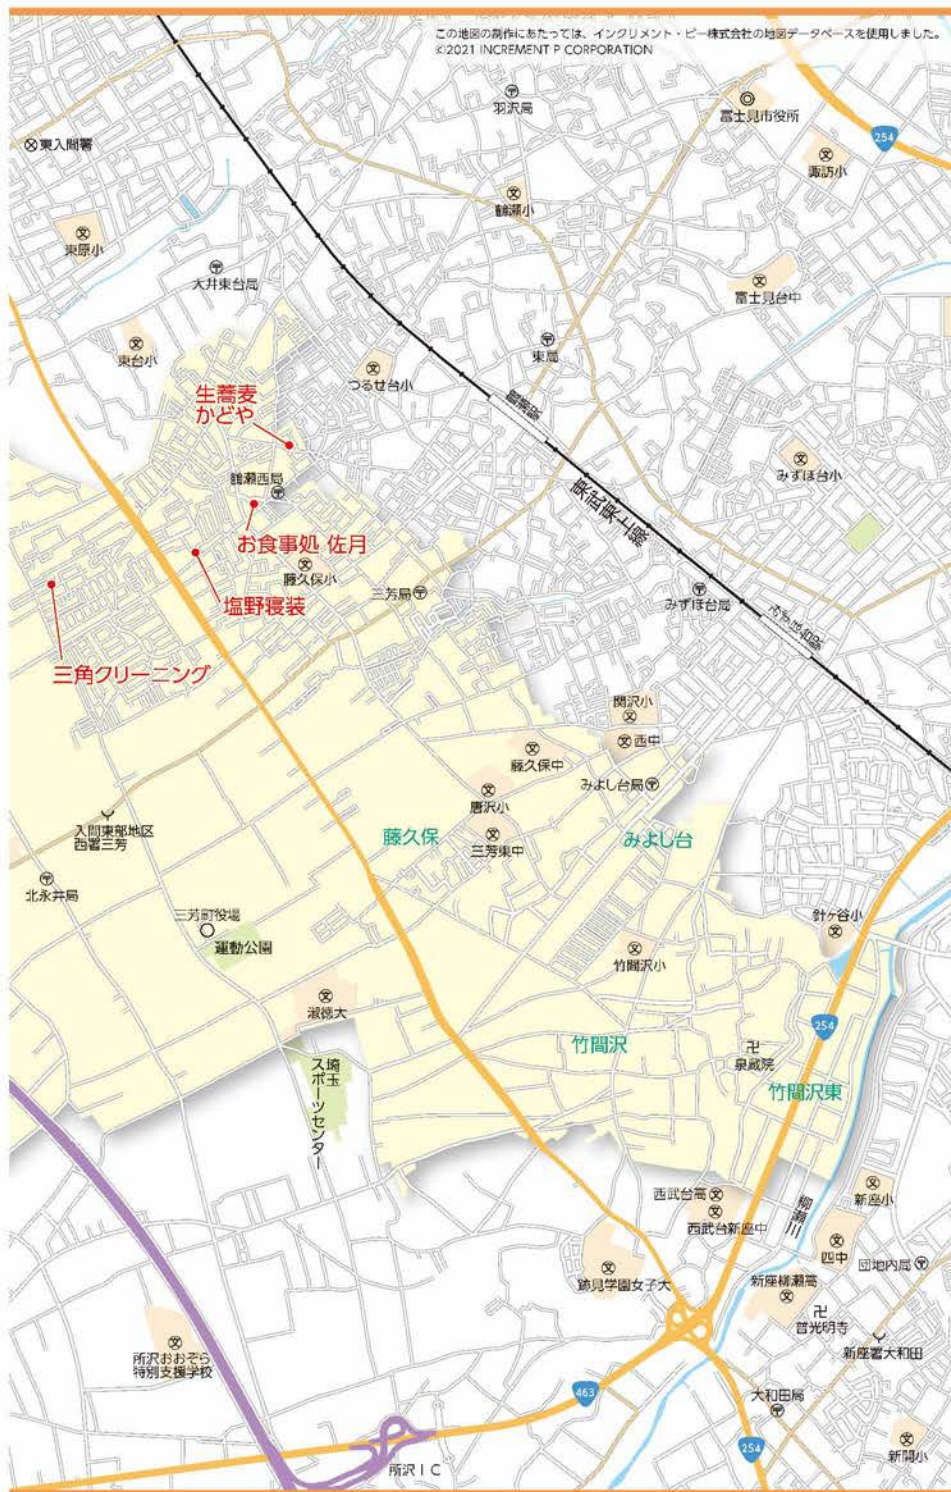 この地図の制作にあたっては、インクリメント・ピー株式会社の地図データベースを使用しました。
©2021 INCREMENT P CORPORATION
羽沢局
富士見市役所
254
東入間署
諏訪小
鶴瀬小
東原小
大井東台局
富士見台中
東台小
東局
つるせ台小
鶴瀬駅
生蕎麦
かどや
みずほ台小
鶴瀬西局
東武東上線
お食事処 佐月
藤久保小
三芳局
みずほ台局
塩野寝装
みずほ台駅
三角クリーニング
関沢小
西中
藤久保中
みよし台局
唐沢小
入間東部地区
西署三芳
藤久保
三芳東中
みよし台
北永井局
三芳町役場
針ヶ谷小
運動公園
竹間沢小
淑徳大
254
竹間沢
泉蔵院
埼玉
スポーツセンター
竹間沢東
西武台高
新座小
西武台新座中
柳瀬川
四中
団地内局
跡見学園女子大
新座柳瀬高
普光明寺
所沢おおぞら
特別支援学校
新座署大和田
463
大和田局
254
新開小
所沢IC